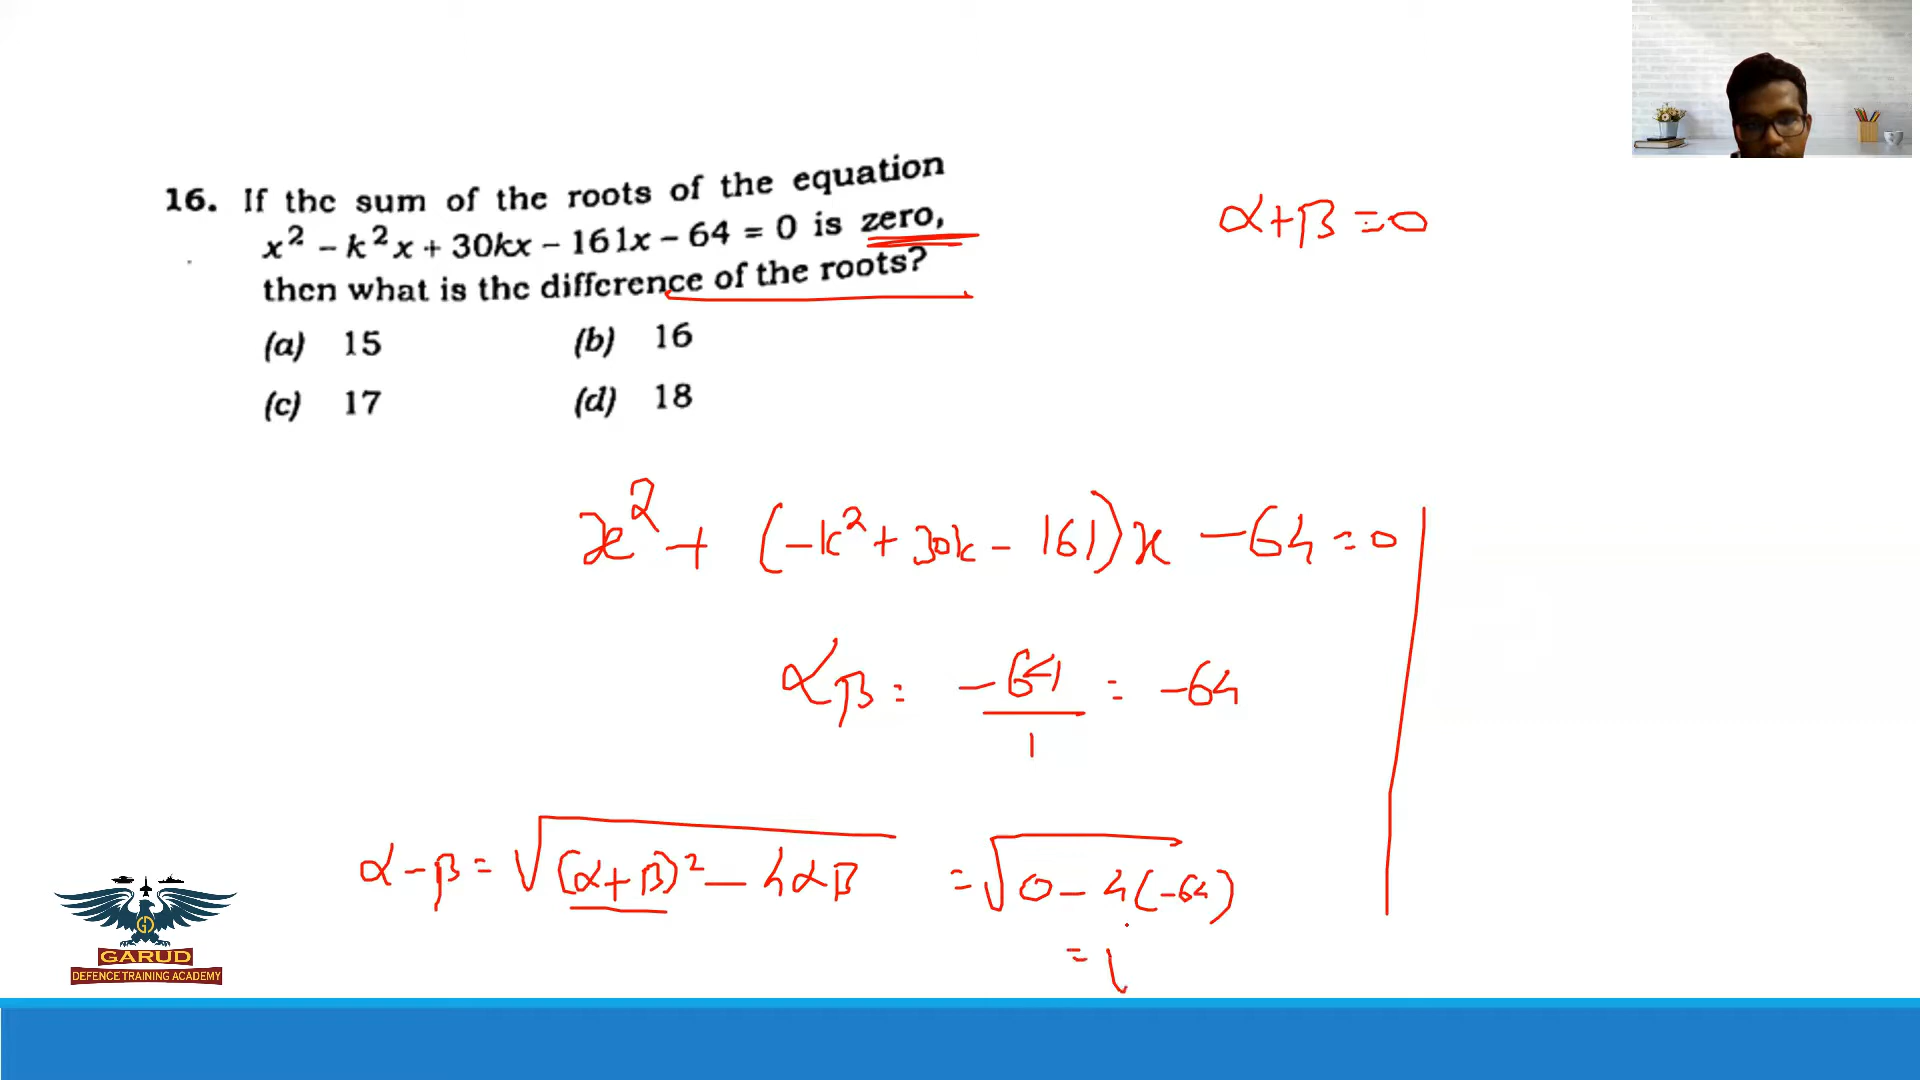 16. If the sum of the roots of the equation
x² – k²x + 30kx – 161x – 64 = 0 is zero,
then what is the difference of the roots?
(a) 15 (b) 16
(c) 17 (d) 18
α+β=0
x² + (-k²+30k-161)x -64=0
αβ = -64/1 = -64
α-β= √(α+β)² - 4αβ = √0-4(-64)
=
GARUD
DEFENCE TRAINING ACADEMY